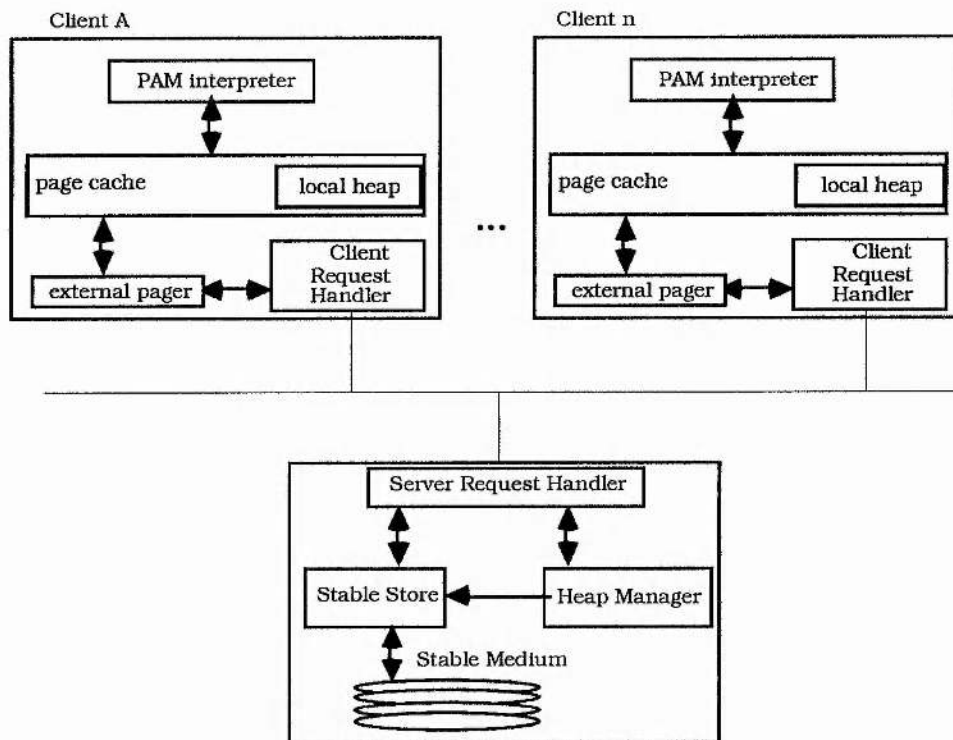 Client A
PAM interpreter
page cache
local heap
external pager
Client
Request
Handler
...
Client n
PAM interpreter
page cache
local heap
external pager
Client
Request
Handler
Server Request Handler
Stable Store
Heap Manager
Stable Medium